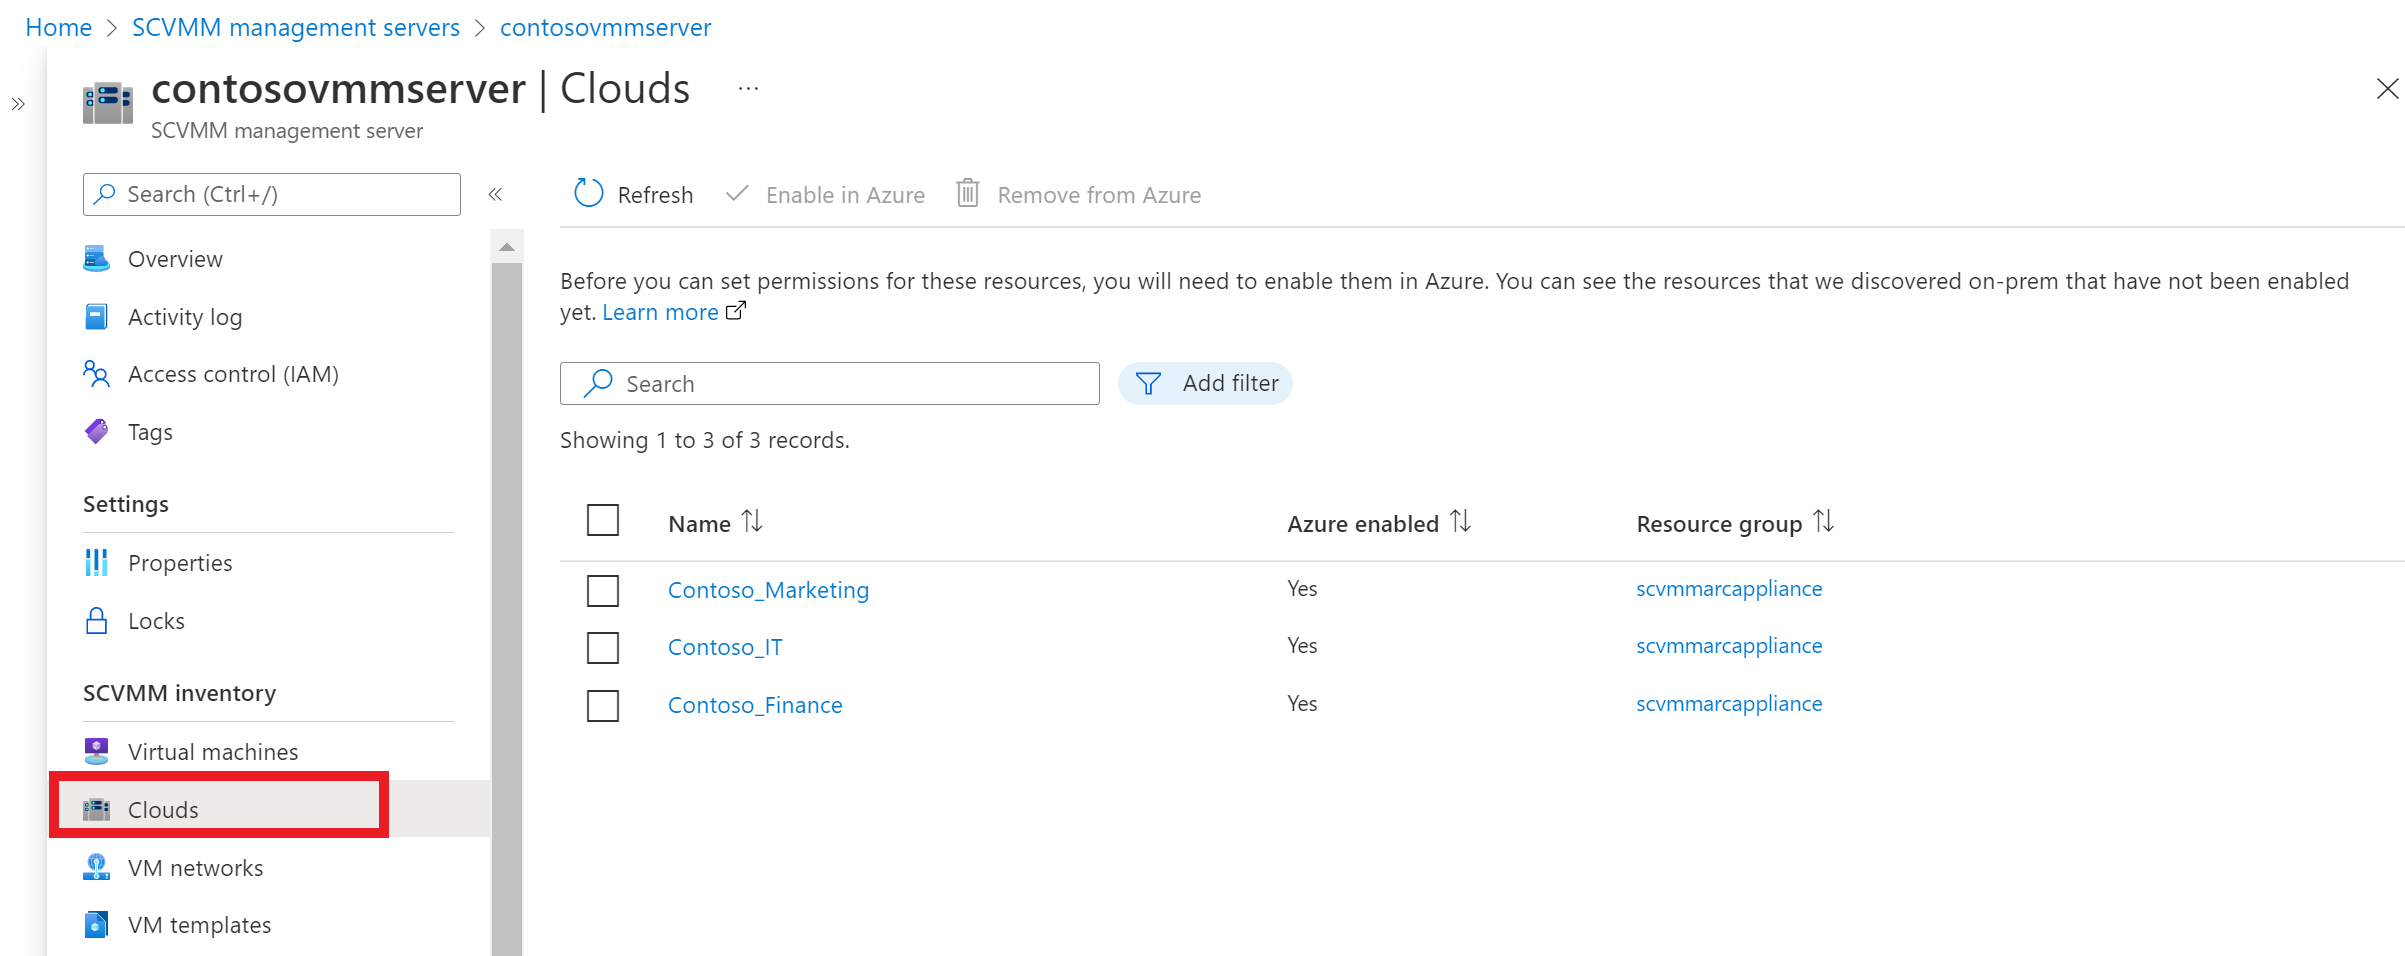 Home > SCVMM management servers > contosovmmserver
contosovmmserver | Clouds ...
SCVMM management server
Search (Ctrl+/)
Refresh Enable in Azure Remove from Azure
Overview
Activity log
Access control (IAM)
Tags
Settings
Properties
Locks
SCVMM inventory
Virtual machines
Clouds
VM networks
VM templates
Before you can set permissions for these resources, you will need to enable them in Azure. You can see the resources that we discovered on-prem that have not been enabled
yet. Learn more
Search Add filter
Showing 1 to 3 of 3 records.
Name Azure enabled Resource group
Contoso_Marketing Yes scvmmarcappliance
Contoso_IT Yes scvmmarcappliance
Contoso_Finance Yes scvmmarcappliance